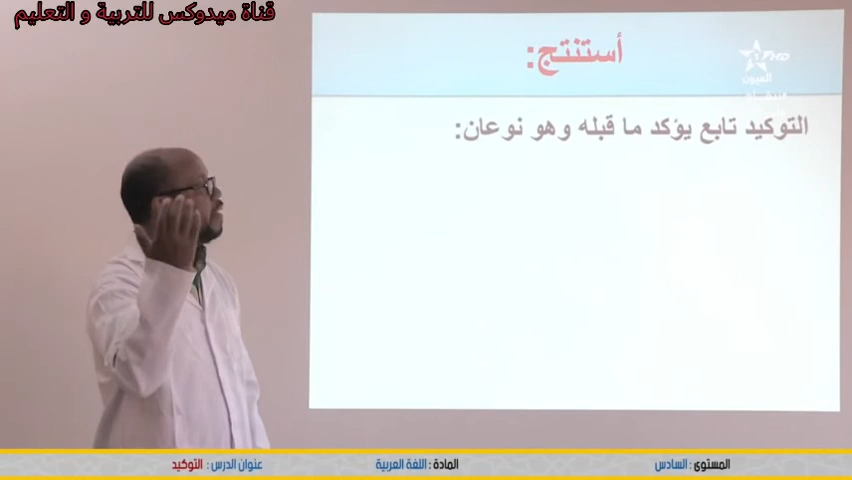 قناة ميدوكس للتربية و التعليم
أستنتج:
العيون
التوكيد تابع يؤكد ما قبله وهو نوعان:
المستوى : السادس
المادة : اللغة العربية
عنوان الدرس : التوكيد